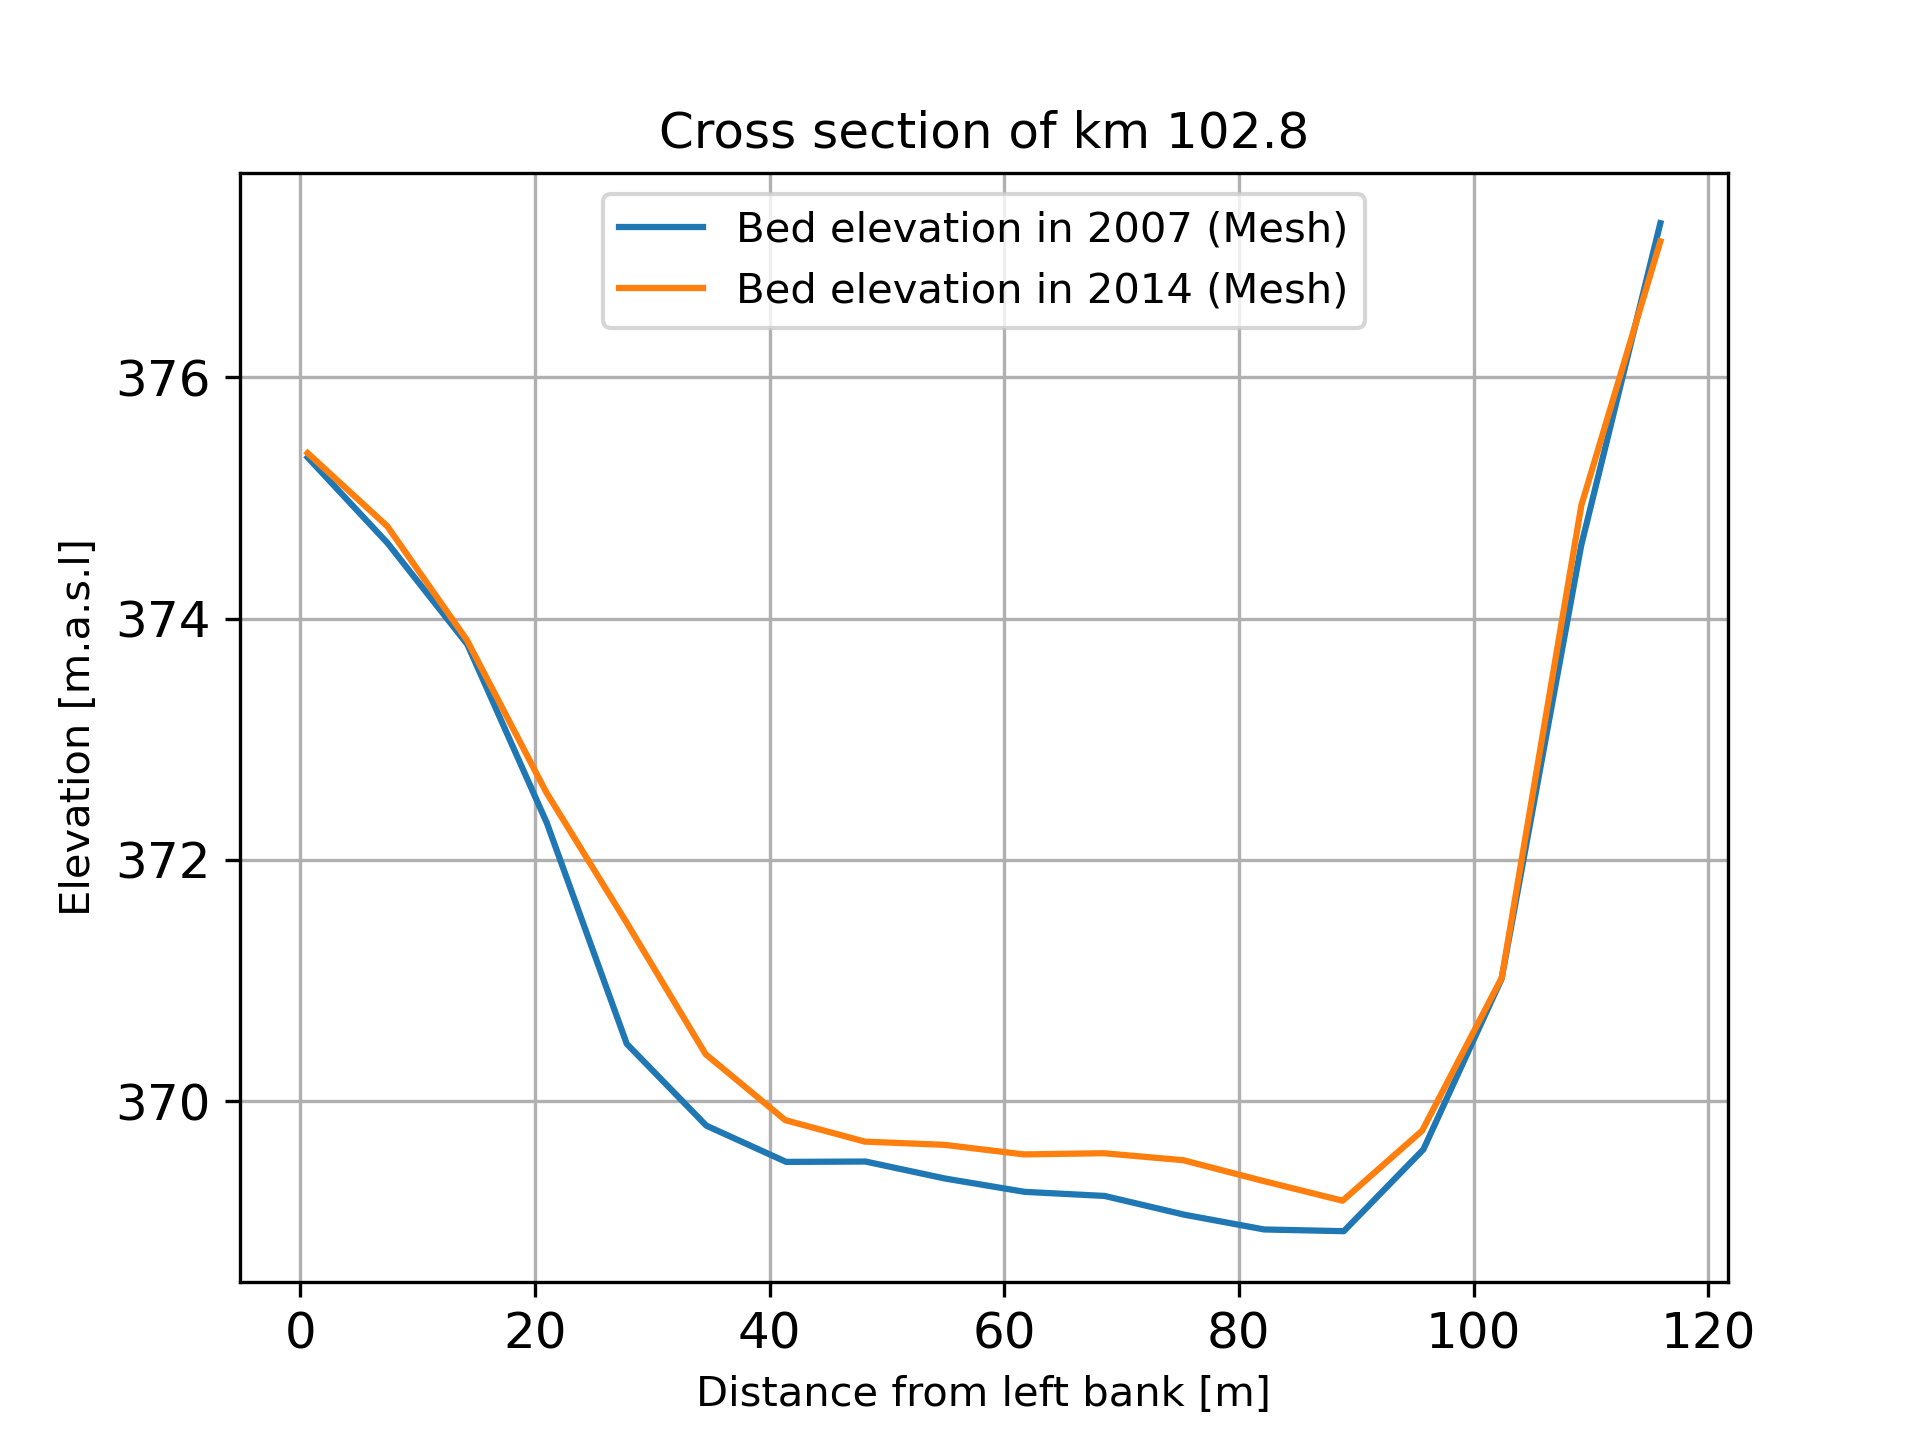 Cross section of km 102.8
Bed elevation in 2007 (Mesh)
Bed elevation in 2014 (Mesh)
Elevation [m.a.s.l]
376
374
372
370
0 20 40 60 80 100 120
Distance from left bank [m]